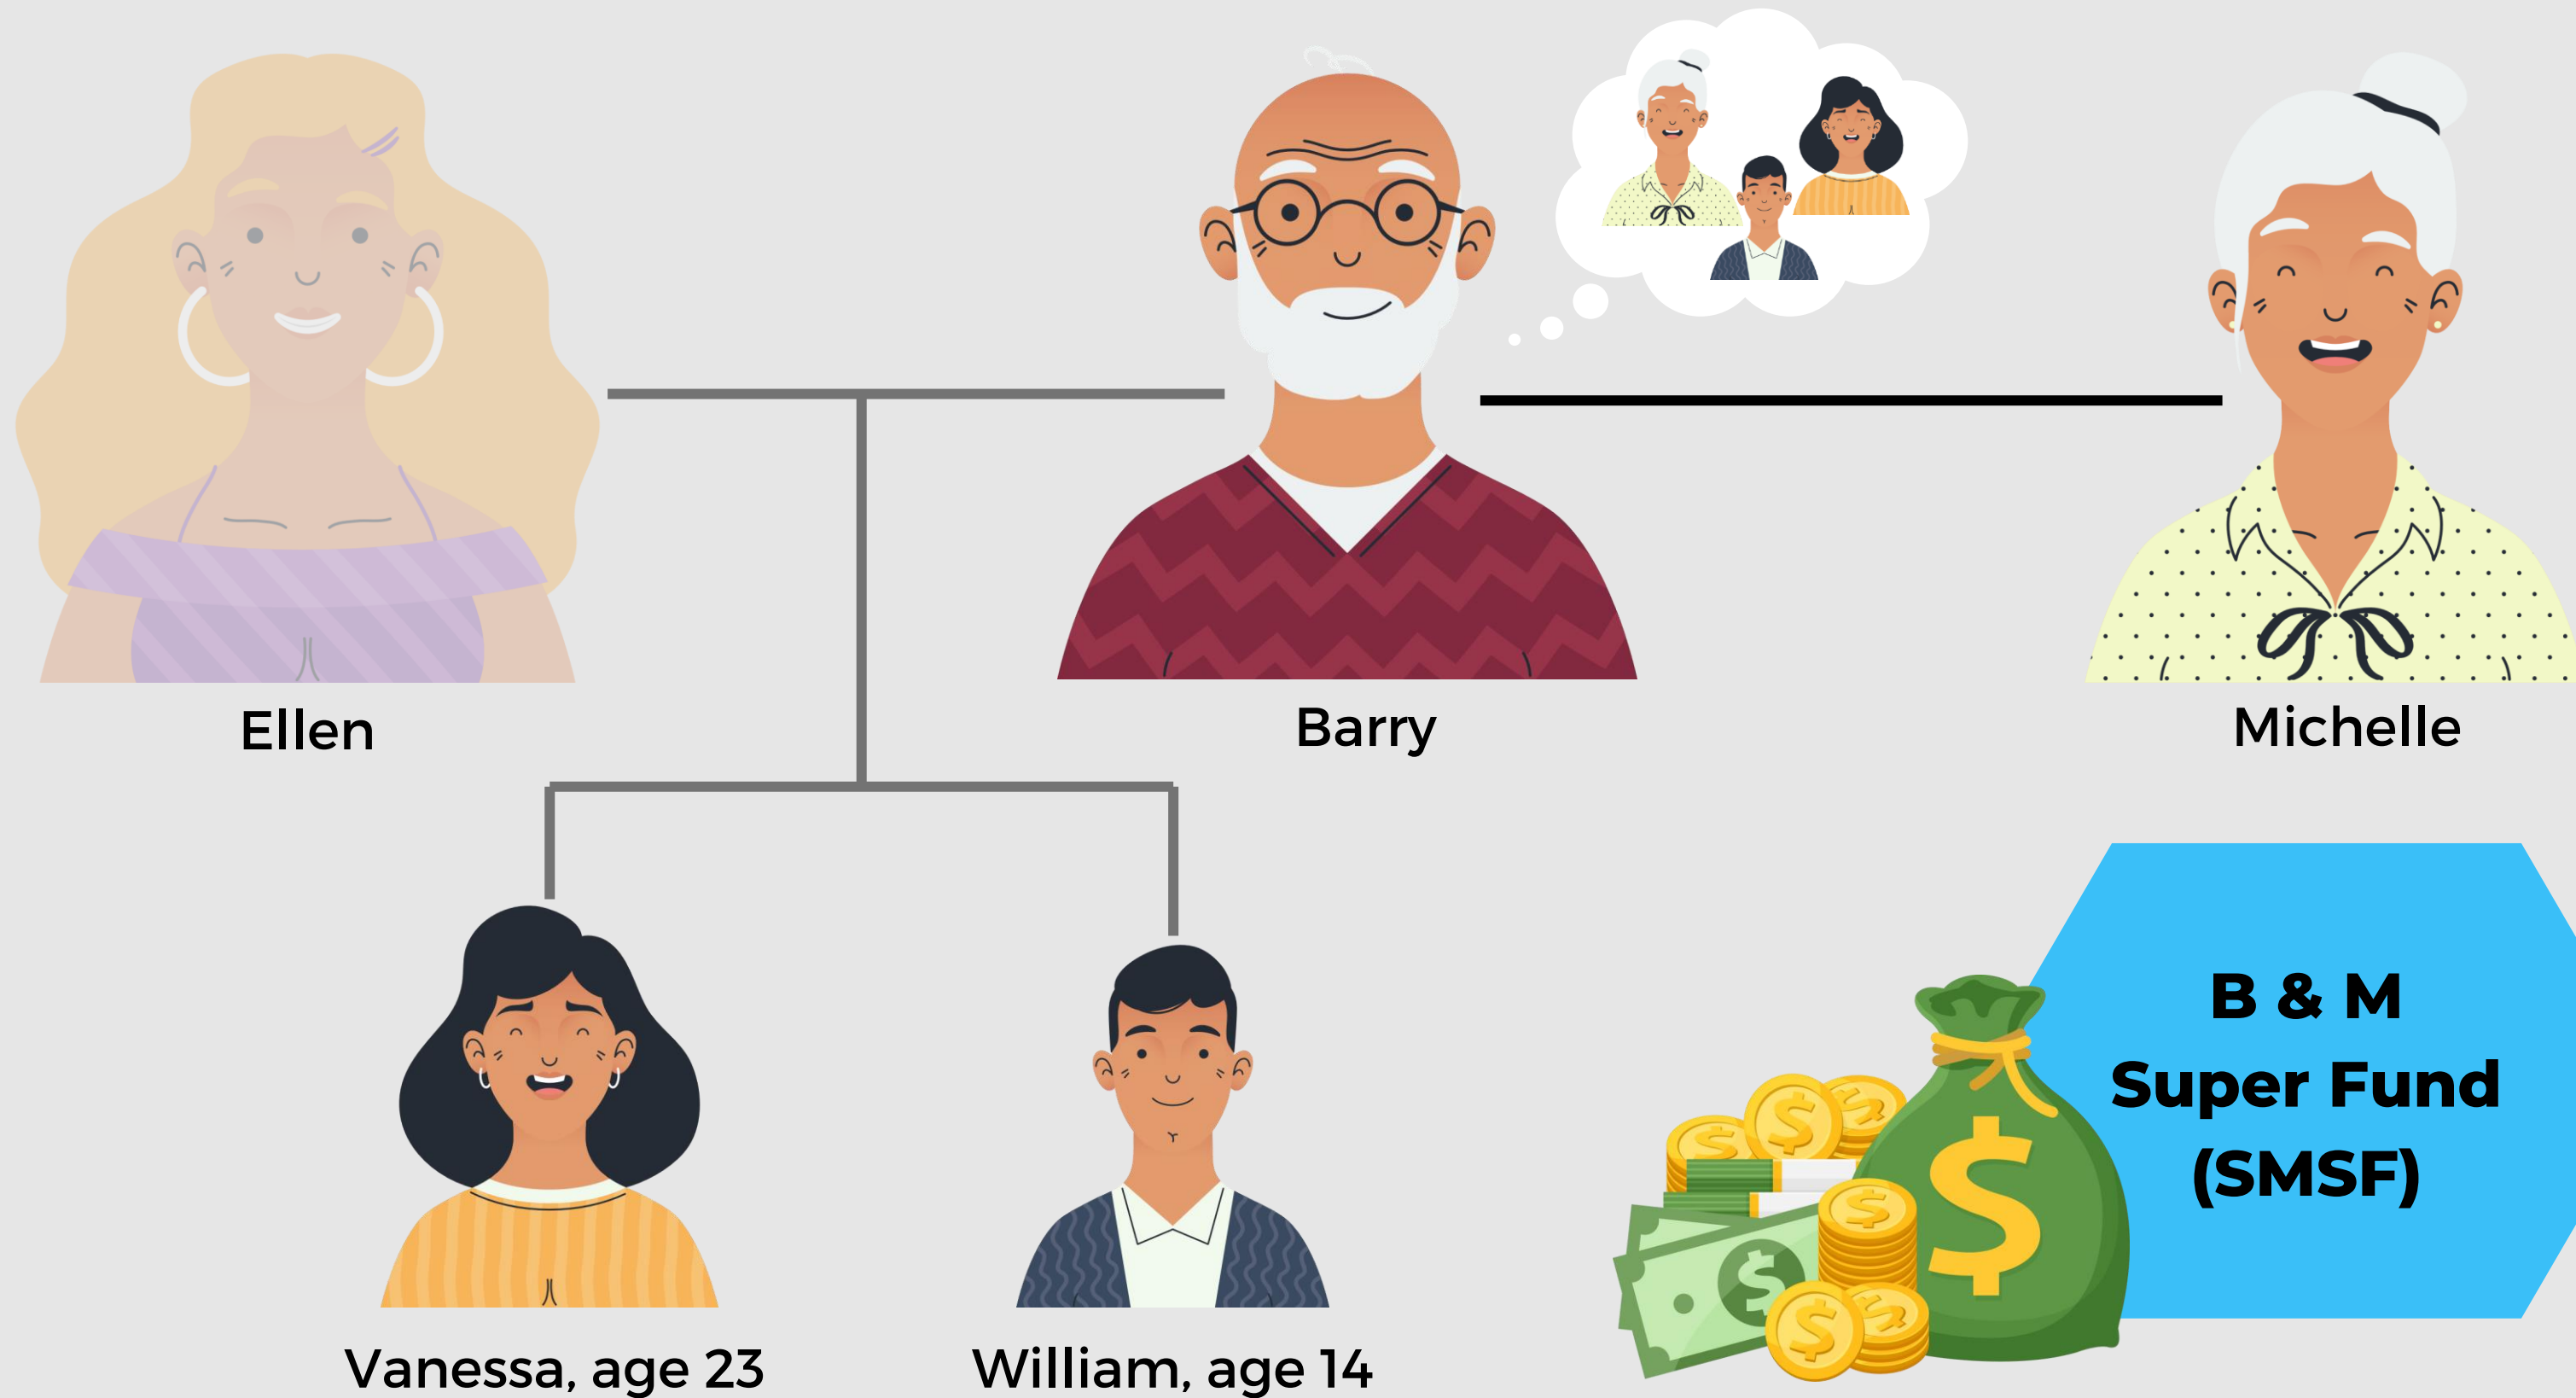 Ellen
Barry
Michelle
Vanessa, age 23
William, age 14
B & M
Super Fund
(SMSF)